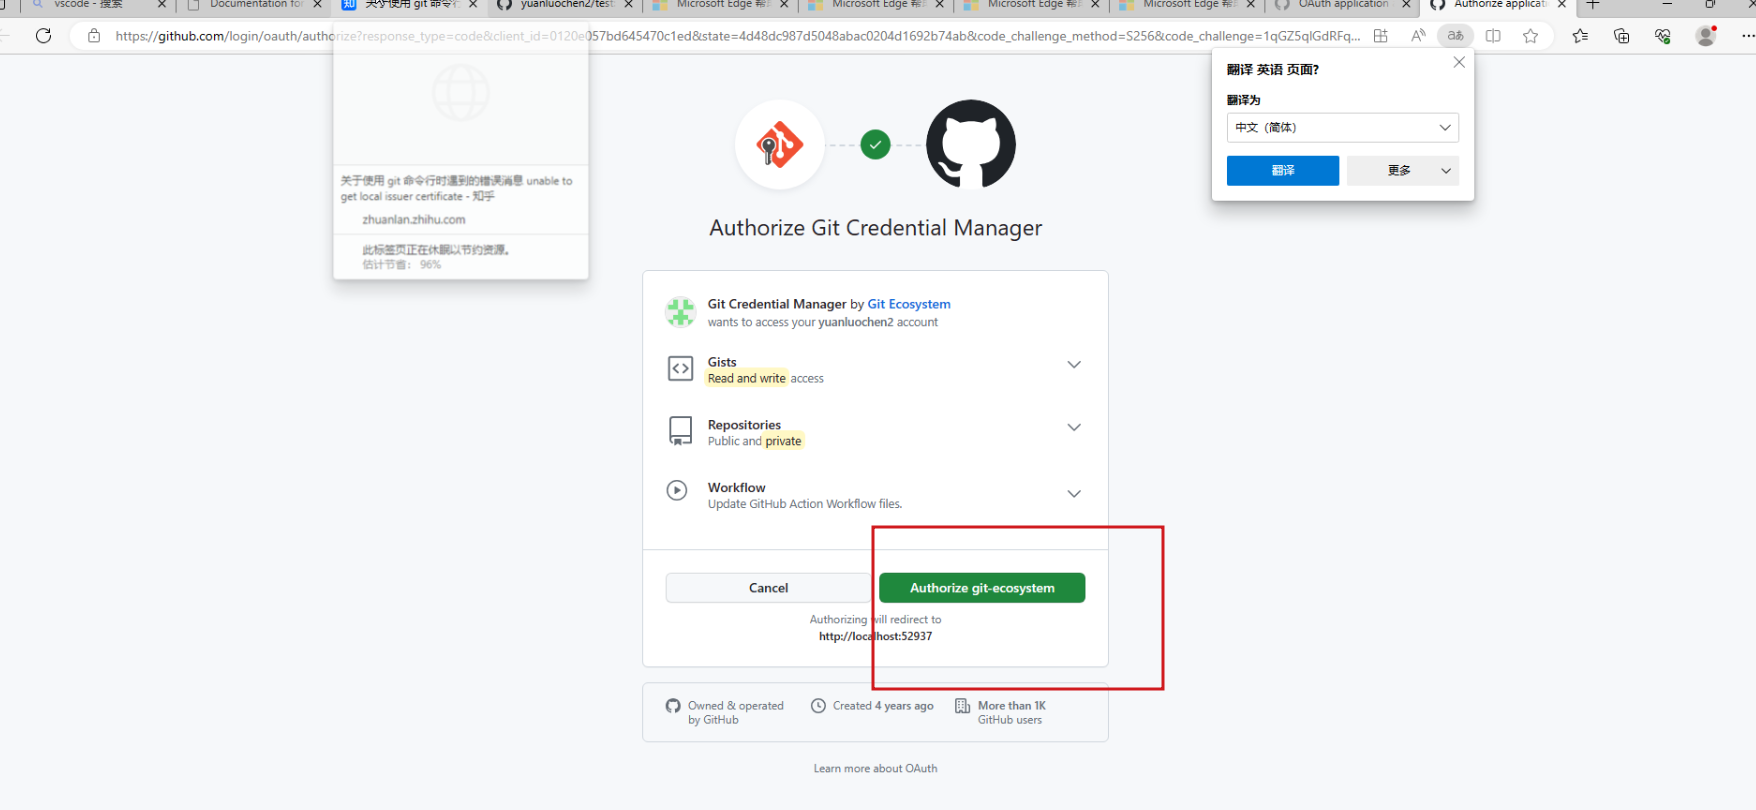 vscode - 搜索
Documentation for
关于使用 git 命令行
yuanluochen2/test
Microsoft Edge 帮助
Microsoft Edge 帮助
Microsoft Edge 帮助
Microsoft Edge 帮助
OAuth application
Authorize applicati
https://github.com/login/oauth/authorize?response_type=code&client_id=0120e057bd645470c1ed&state=4d48dc987d5048abac0204d1692b74ab&code_challenge_method=S256&code_challenge=1qGZ5qlGdRFq...
翻译 英语 页面?
翻译为
中文（简体）
翻译
更多
关于使用 git 命令行时遇到的错误消息 unable to
get local issuer certificate - 知乎
zhuanlan.zhihu.com
此标签页正在休眠以节约资源。
估计节省： 96%
Authorize Git Credential Manager
Git Credential Manager by Git Ecosystem
wants to access your yuanluochen2 account
Gists
Read and write access
Repositories
Public and private
Workflow
Update GitHub Action Workflow files.
Cancel
Authorize git-ecosystem
Authorizing will redirect to
http://localhost:52937
Owned & operated
by GitHub
Created 4 years ago
More than 1K
GitHub users
Learn more about OAuth